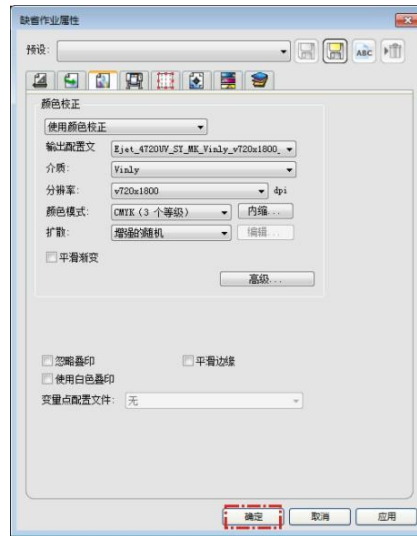 缺省作业属性
预设:
ABC
颜色校正
使用颜色校正
输出配置文 Ejet_4720UV_SY_MK_Vinly_v720x1800_
介质: Vinly
分辨率: v720x1800 dpi
颜色模式: CMYK (3 个等级) 内缩...
扩散: 增强的随机 编辑...
平滑渐变
高级...
忽略叠印 平滑边缘
使用白色叠印
变量点配置文件: 无
确定 取消 应用